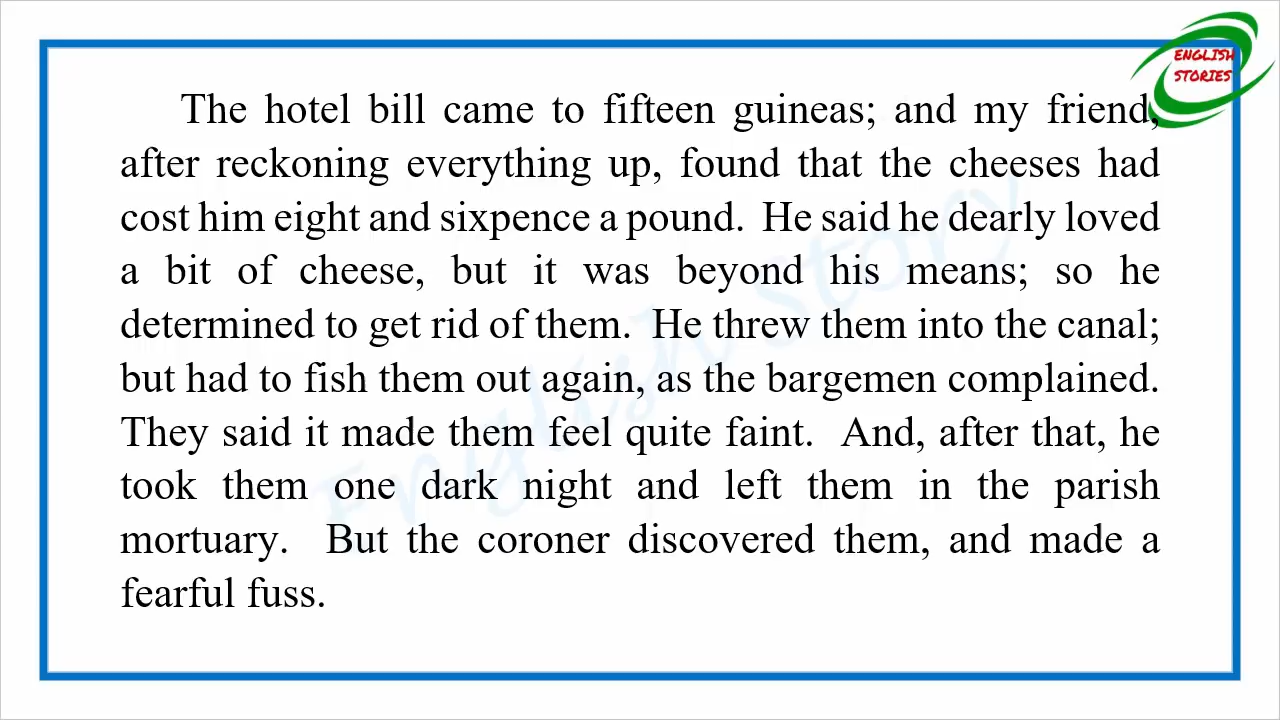 ENGLISH
STORIES
The hotel bill came to fifteen guineas; and my friend,
after reckoning everything up, found that the cheeses had
cost him eight and sixpence a pound. He said he dearly loved
a bit of cheese, but it was beyond his means; so he
determined to get rid of them. He threw them into the canal;
but had to fish them out again, as the bargemen complained.
They said it made them feel quite faint. And, after that, he
took them one dark night and left them in the parish
mortuary. But the coroner discovered them, and made a
fearful fuss.
English Story